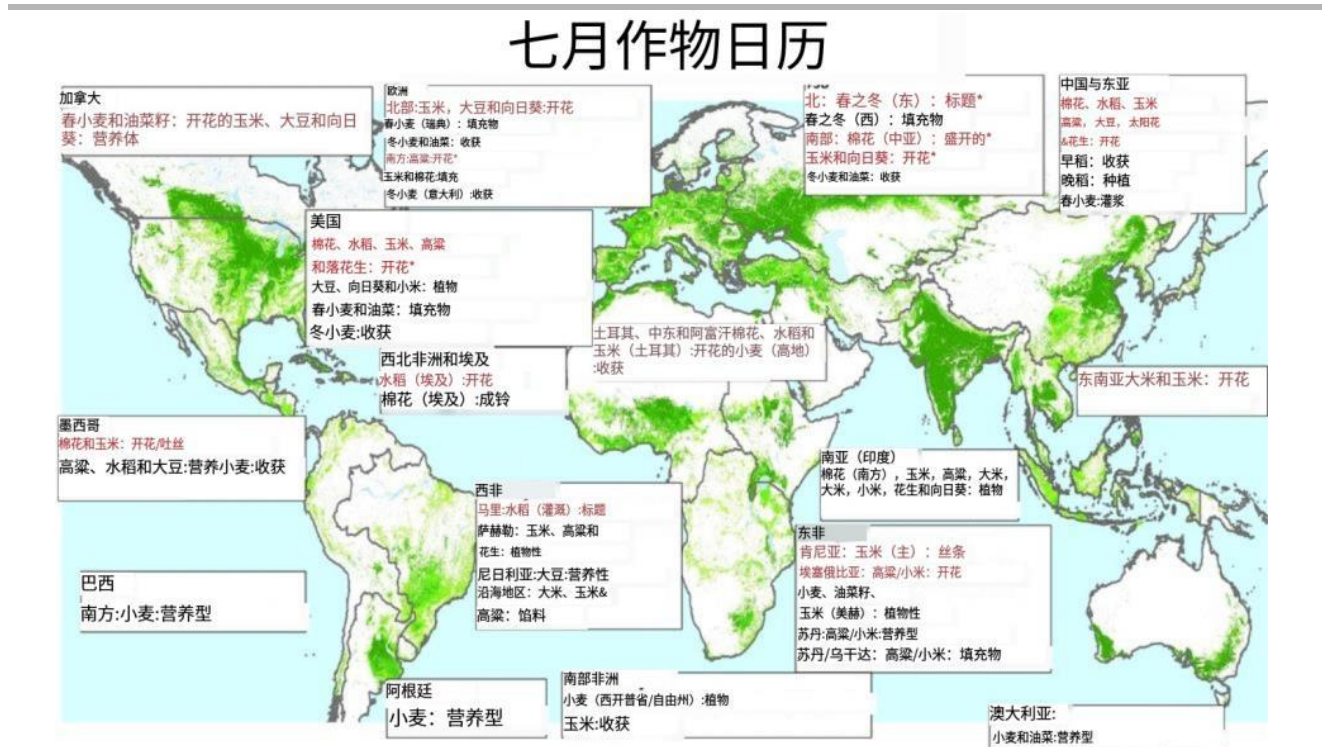 七月作物日历
加拿大
春小麦和油菜籽：开花的玉米、大豆和向日
葵：营养体
欧洲
北部:玉米，大豆和向日葵:开花
春小麦（瑞典）：填充物
冬小麦和油菜：收获
南方:高粱:开花*
玉米和棉花:填充
冬小麦（意大利）:收获
北：春之冬（东）：标题*
春之冬（西）：填充物
南部：棉花（中亚）：盛开的*
玉米和向日葵：开花*
冬小麦和油菜：收获
中国与东亚
棉花、水稻、玉米
高粱，大豆，太阳花
&花生：开花
早稻：收获
晚稻：种植
春小麦:灌浆
美国
棉花、水稻、玉米、高粱
和落花生：开花*
大豆、向日葵和小米：植物
春小麦和油菜：填充物
冬小麦:收获
土耳其、中东和阿富汗棉花、水稻和
玉米（土耳其）:开花的小麦（高地）
:收获
西北非洲和埃及
水稻（埃及）:开花
棉花（埃及）:成铃
东南亚大米和玉米：开花
墨西哥
棉花和玉米：开花/吐丝
高粱、水稻和大豆:营养小麦:收获
南亚（印度）
棉花（南方），玉米，高粱，大米，
大米，小米，花生和向日葵：植物
西非
马里:水稻（灌溉）:标题
萨赫勒：玉米、高粱和
花生：植物性
尼日利亚:大豆:营养性
沿海地区：大米、玉米&
高粱：馅料
东非
肯尼亚：玉米（主）：丝条
埃塞俄比亚：高粱/小米：开花
小麦、油菜籽、
玉米（美赫）：植物性
苏丹:高粱/小米:营养型
苏丹/乌干达：高粱/小米：填充物
巴西
南方:小麦:营养型
阿根廷
小麦：营养型
南部非洲
小麦（西开普省/自由州）:植物
玉米:收获
澳大利亚:
小麦和油菜:营养型